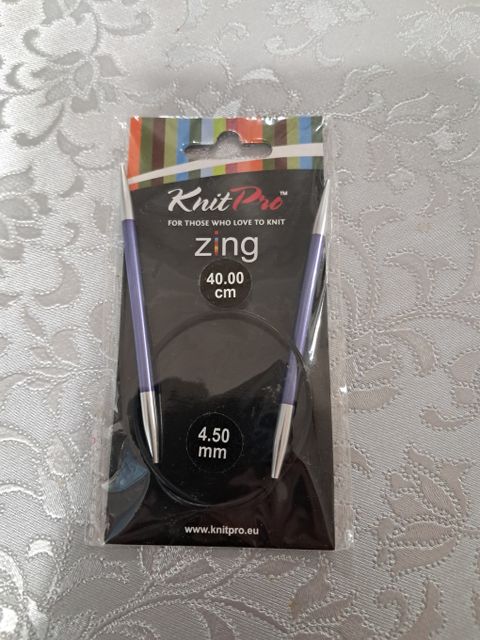 KnitPro™
FOR THOSE WHO LOVE TO KNIT
zing
40.00
cm
4.50
mm
www.knitpro.eu